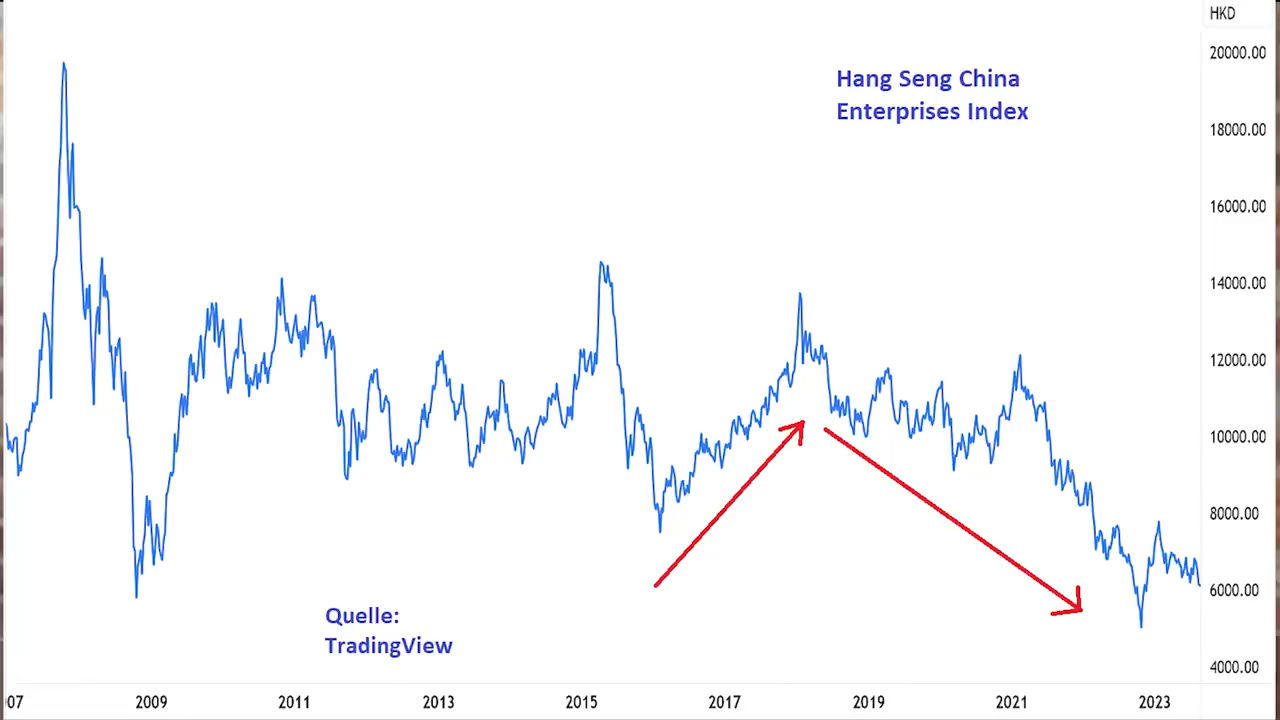 HKD
20000.00
Hang Seng China
Enterprises Index
18000.00
16000.00
14000.00
12000.00
10000.00
8000.00
6000.00
Quelle:
TradingView
4000.00
07 2009 2011 2013 2015 2017 2019 2021 2023